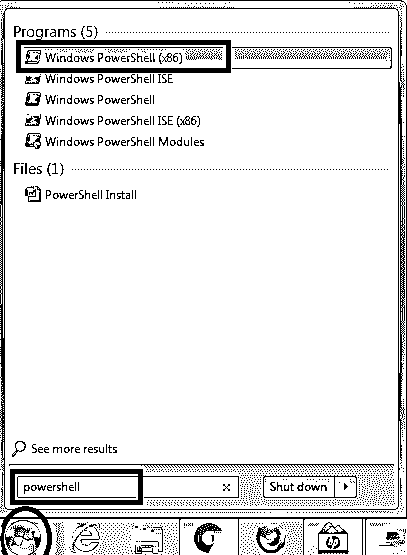 Programs (5)
Windows PowerShell (x86)
Windows PowerShell ISE
Windows PowerShell
Windows PowerShell ISE (x86)
Windows PowerShell Modules
Files (1)
PowerShell Install
See more results
powershell
Shut down
hp